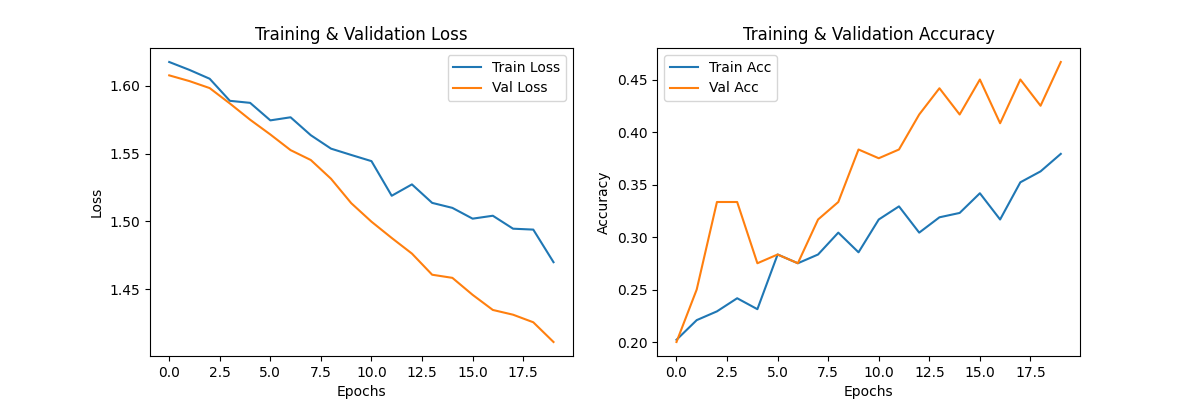 Training & Validation Loss
Train Loss
Val Loss
1.60
1.55
1.50
1.45
Loss
0.0 2.5 5.0 7.5 10.0 12.5 15.0 17.5
Epochs
Training & Validation Accuracy
Train Acc
Val Acc
0.45
0.40
0.35
0.30
0.25
0.20
Accuracy
0.0 2.5 5.0 7.5 10.0 12.5 15.0 17.5
Epochs